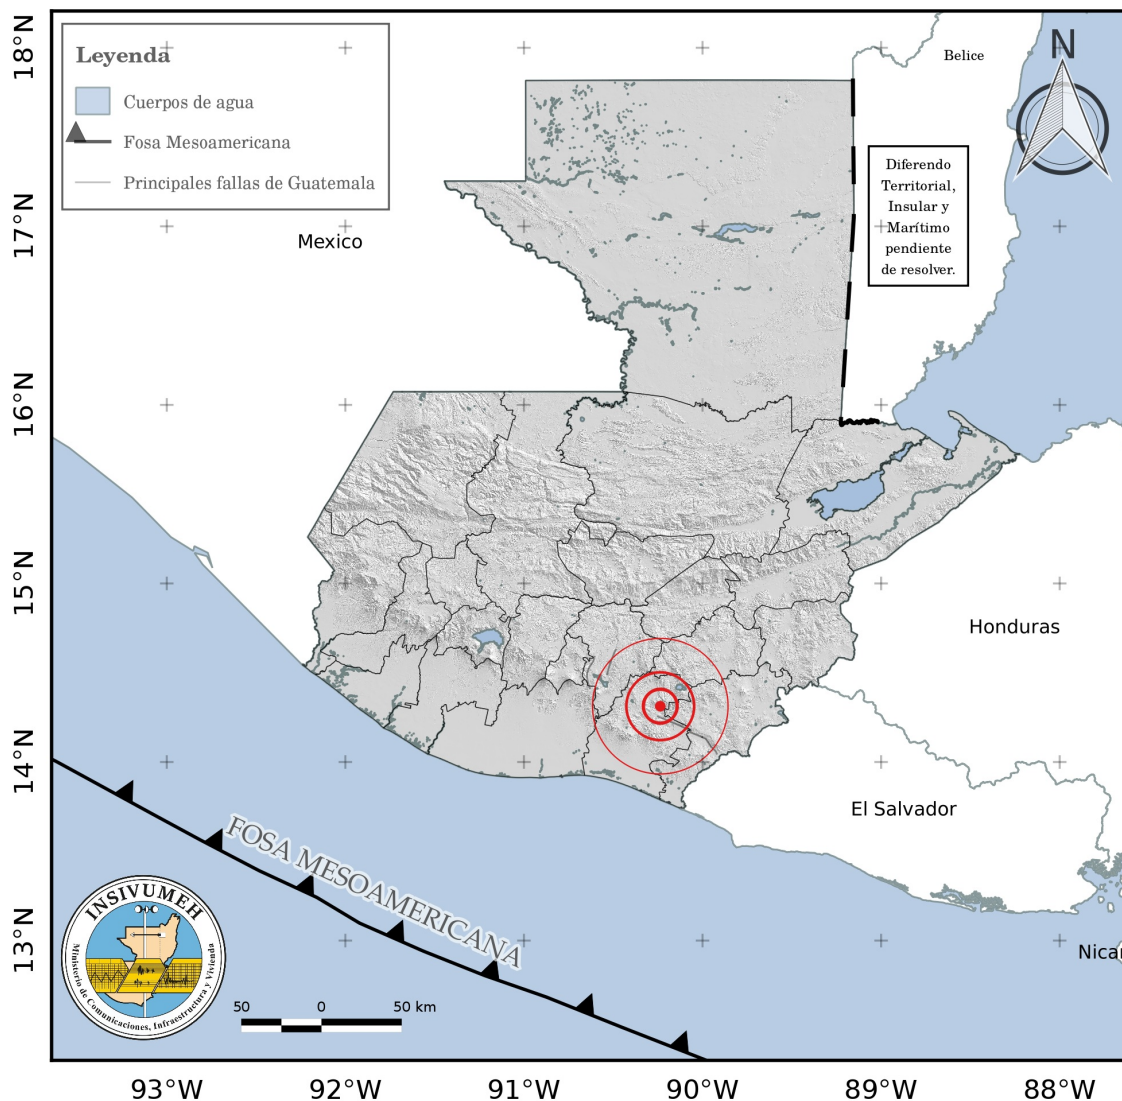 Leyenda
Cuerpos de agua
Fosa Mesoamericana
Principales fallas de Guatemala
N
Belice
Diferendo
Territorial,
Insular y
Marítimo
pendiente
de resolver.
Mexico
Honduras
El Salvador
Nicar
FOSA MESOAMERICANA
INSIVUMEH
Ministerio de Comunicaciones, Infraestructura y Vivienda
50 0 50 km
18°N
17°N
16°N
15°N
14°N
13°N
93°W 92°W 91°W 90°W 89°W 88°W